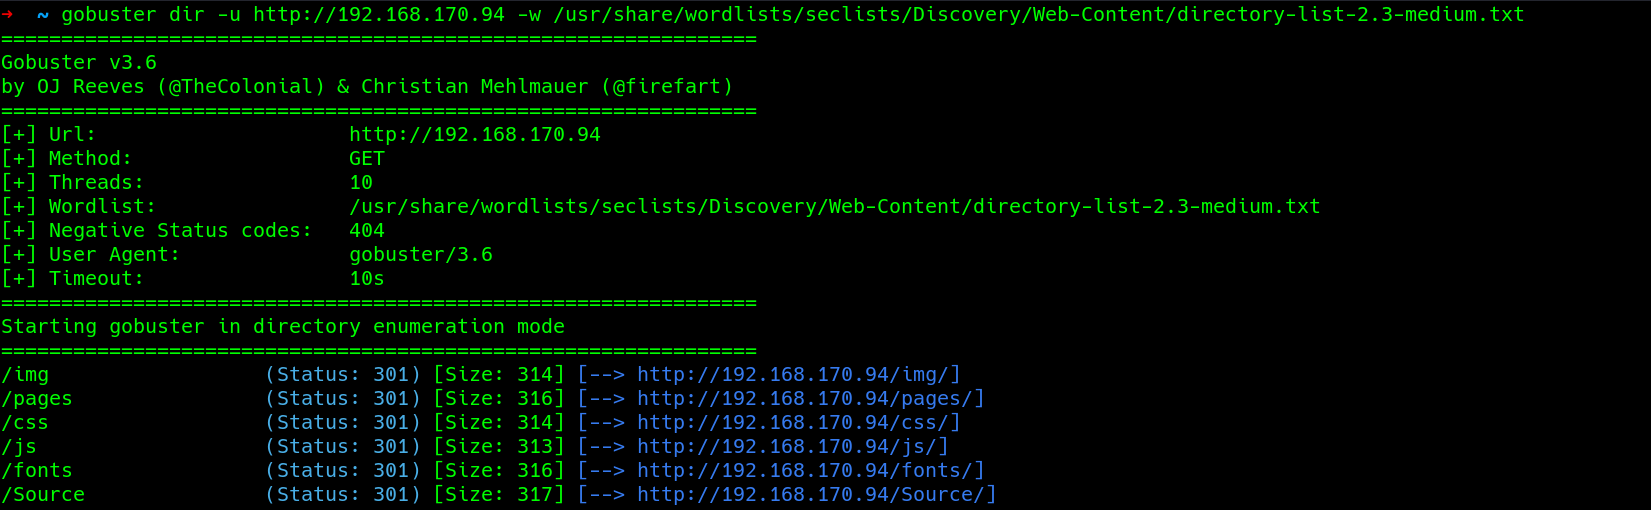 → ~ gobuster dir -u http://192.168.170.94 -w /usr/share/wordlists/seclists/Discovery/Web-Content/directory-list-2.3-medium.txt
===============================================================
Gobuster v3.6
by OJ Reeves (@TheColonial) & Christian Mehlmauer (@firefart)
===============================================================
[+] Url:                     http://192.168.170.94
[+] Method:                  GET
[+] Threads:                 10
[+] Wordlist:                /usr/share/wordlists/seclists/Discovery/Web-Content/directory-list-2.3-medium.txt
[+] Negative Status codes:   404
[+] User Agent:              gobuster/3.6
[+] Timeout:                 10s
===============================================================
Starting gobuster in directory enumeration mode
===============================================================
/img                  (Status: 301) [Size: 314] [--> http://192.168.170.94/img/]
/pages                (Status: 301) [Size: 316] [--> http://192.168.170.94/pages/]
/css                  (Status: 301) [Size: 314] [--> http://192.168.170.94/css/]
/js                   (Status: 301) [Size: 313] [--> http://192.168.170.94/js/]
/fonts                (Status: 301) [Size: 316] [--> http://192.168.170.94/fonts/]
/Source               (Status: 301) [Size: 317] [--> http://192.168.170.94/Source/]